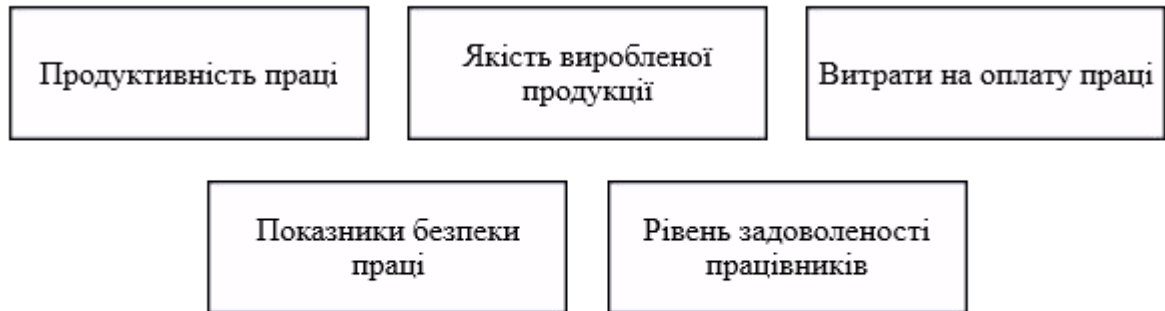 Продуктивність праці
Якість виробленої
продукції
Витрати на оплату праці
Показники безпеки
праці
Рівень задоволеності
працівників